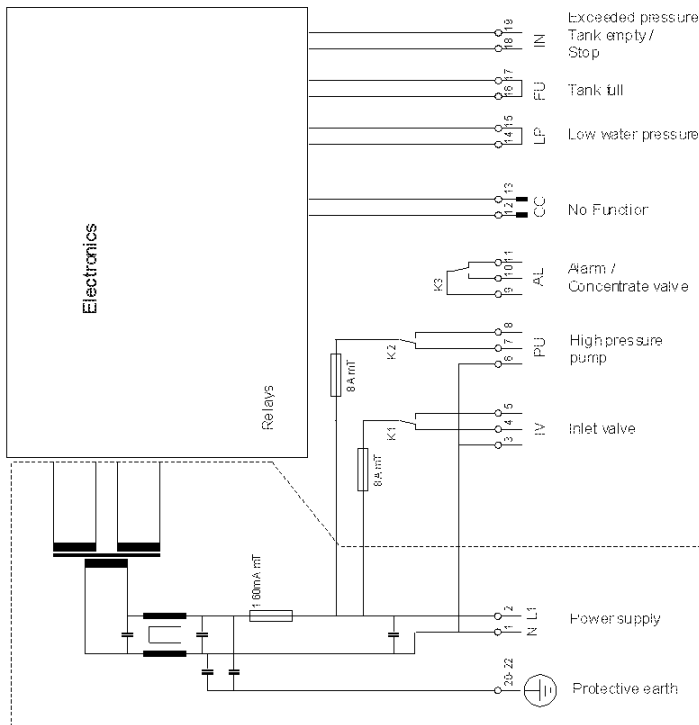 19
18
IN
Exceeded pressure
Tank empty /
Stop
17
16
FU
Tank full
15
14
LP
Low water pressure
13
12
CC
No Function
Electronics
11
10
9
AL
K3
Alarm /
Concentrate valve
8
7
6
PU
K2
High pressure
pump
8 A mT
Relays
5
4
3
IV
K1
Inlet valve
8 A mT
160mA mT
2
L1
1
N
Power supply
20-22
Protective earth